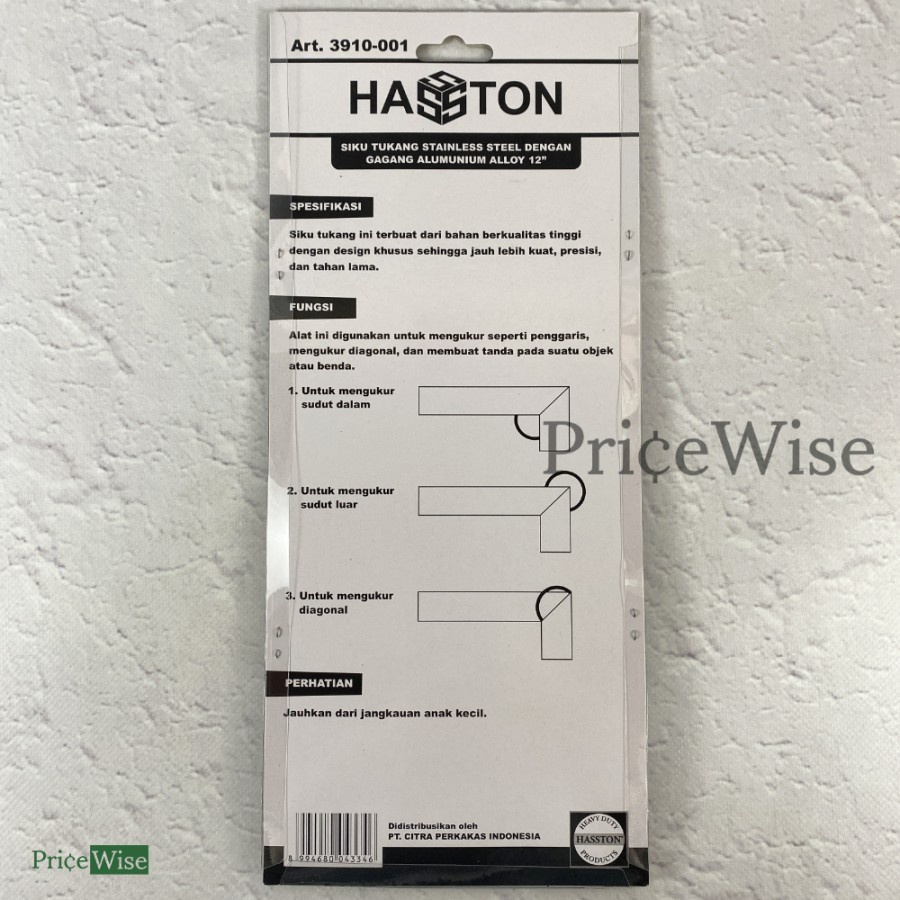 Art. 3910-001
HASSTON
SIKU TUKANG STAINLESS STEEL DENGAN
GAGANG ALUMUNIUM ALLOY 12”
SPESIFIKASI
Siku tukang ini terbuat dari bahan berkualitas tinggi
dengan design khusus sehingga jauh lebih kuat, presisi,
dan tahan lama.
FUNGSI
Alat ini digunakan untuk mengukur seperti penggaris,
mengukur diagonal, dan membuat tanda pada suatu objek
atau benda.
1. Untuk mengukur
sudut dalam
Pri¢eWise
2. Untuk mengukur
sudut luar
3. Untuk mengukur
diagonal
PERHATIAN
Jauhkan dari jangkauan anak kecil.
8 994680 043346
Didistribusikan oleh
PT. CITRA PERKAKAS INDONESIA
HEAVY DUTY
HASSTON
PRODUCTS
Pri¢eWise